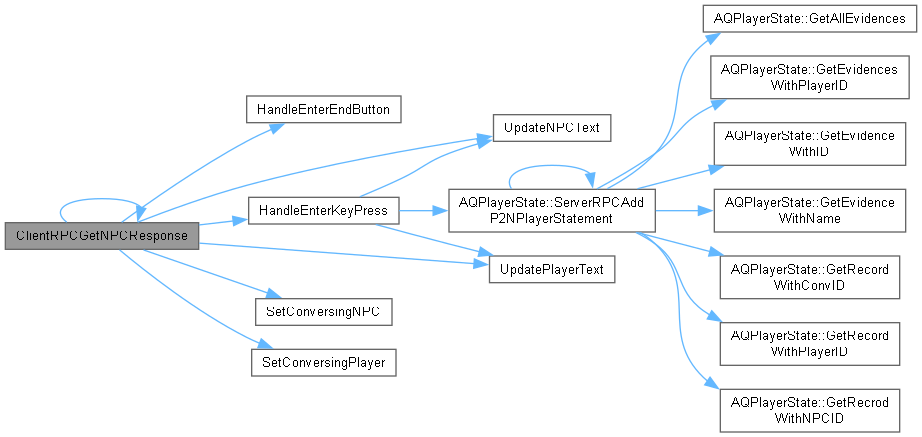 ClientRPCGetNPCResponse
HandleEnterEndButton
HandleEnterKeyPress
SetConversingNPC
SetConversingPlayer
UpdateNPCText
AQPlayerState::ServerRPCAdd
P2NPlayerStatement
UpdatePlayerText
AQPlayerState::GetAllEvidences
AQPlayerState::GetEvidences
WithPlayerID
AQPlayerState::GetEvidence
WithID
AQPlayerState::GetEvidence
WithName
AQPlayerState::GetRecord
WithConvID
AQPlayerState::GetRecord
WithPlayerID
AQPlayerState::GetRecrod
WithNPCID